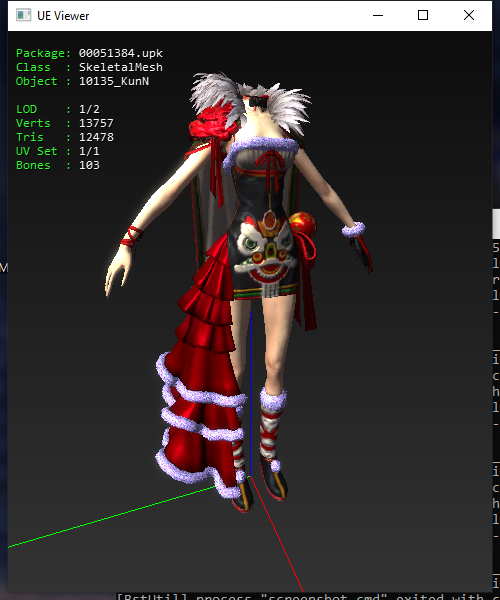 UE Viewer
Package: 00051384.upk
Class : SkeletalMesh
Object : 10135_KunN
LOD : 1/2
Verts : 13757
Tris : 12478
UV Set : 1/1
Bones : 103
[BstUtil] process "screenshot.cmd" exited with c